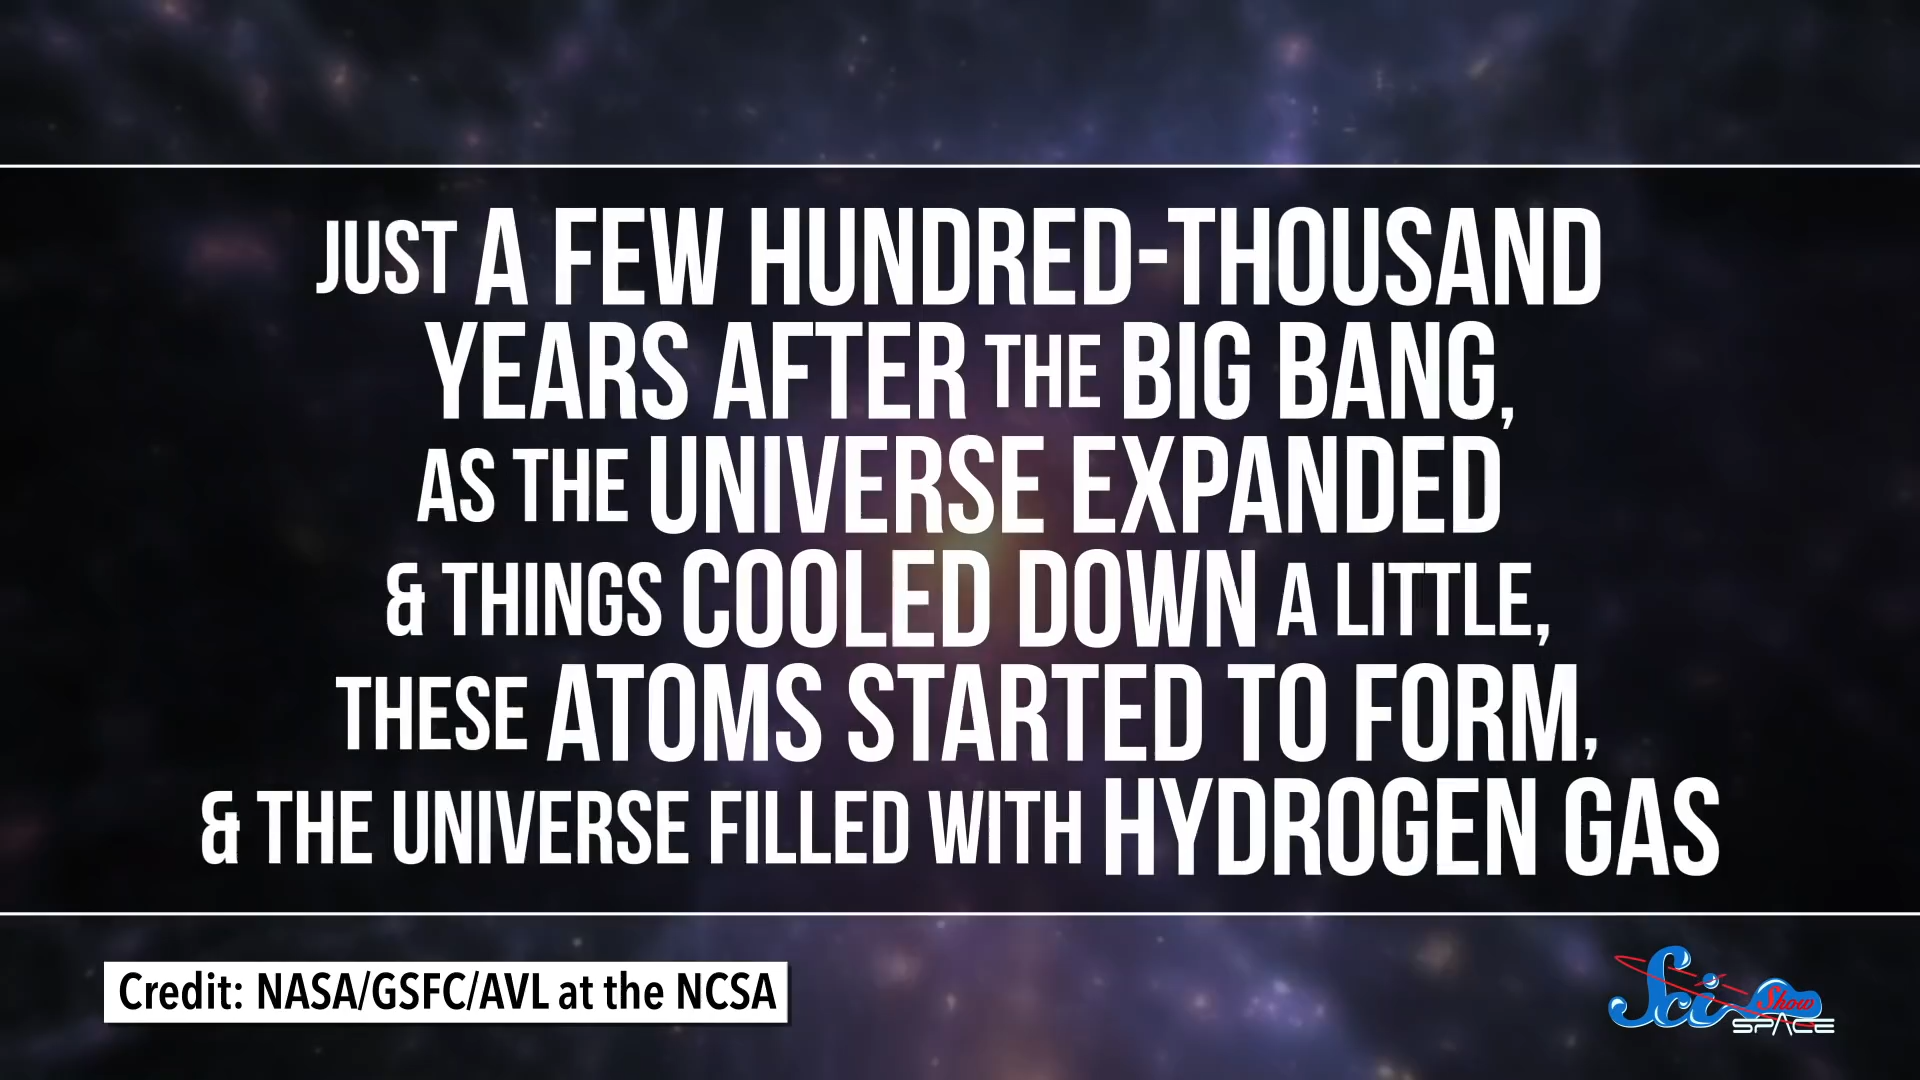 JUST A FEW HUNDRED-THOUSAND
YEARS AFTER THE BIG BANG,
AS THE UNIVERSE EXPANDED
& THINGS COOLED DOWN A LITTLE,
THESE ATOMS STARTED TO FORM,
& THE UNIVERSE FILLED WITH HYDROGEN GAS
Credit: NASA/GSFC/AVL at the NCSA
Sci Show
SPACE